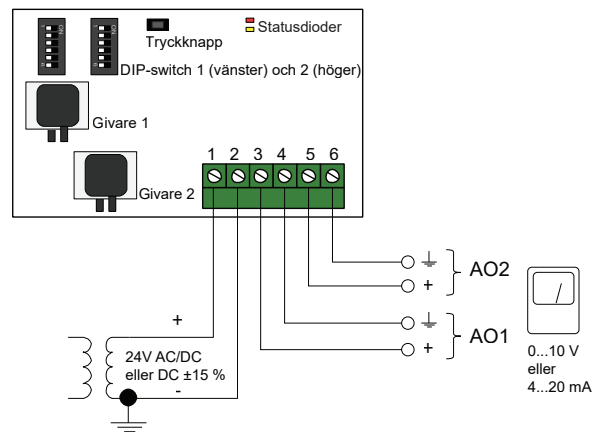 Statusdioder
Tryckknapp
DIP-switch 1 (vänster) och 2 (höger)
Givare 1
Givare 2
1 2 3 4 5 6
+
24V AC/DC
eller DC ±15 %
-
AO2
+
AO1
+
0...10 V
eller
4...20 mA